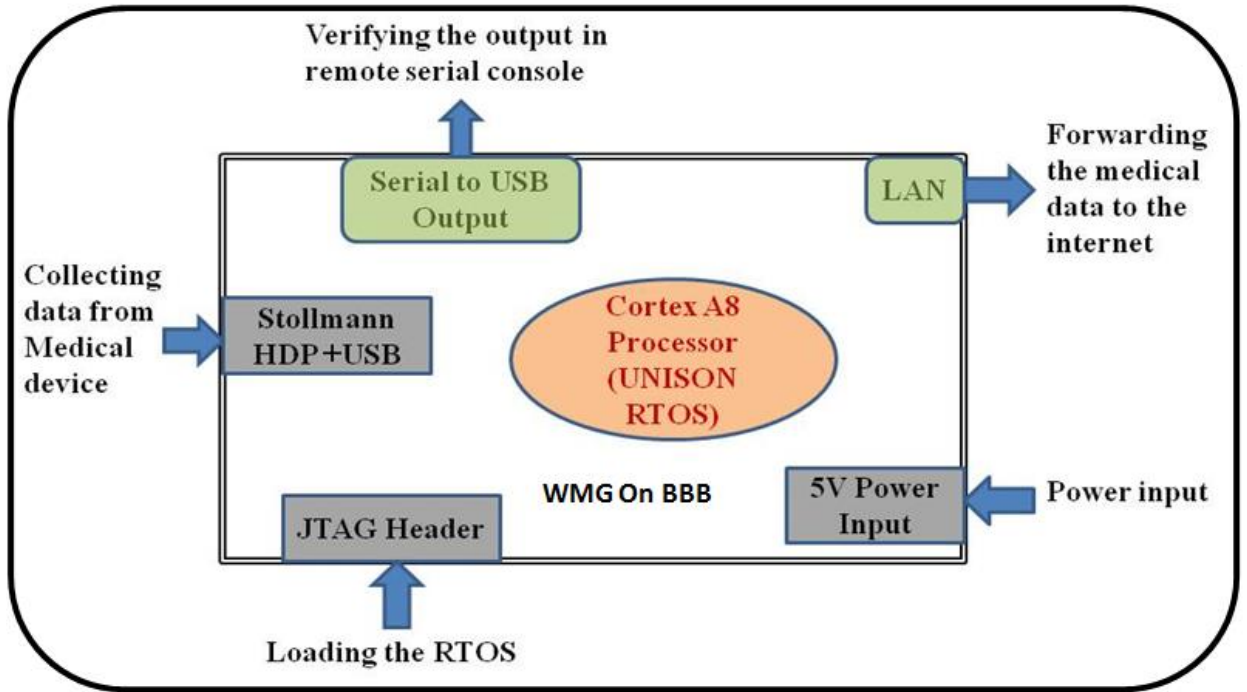 Verifying the output in
remote serial console
Serial to USB
Output
LAN
Forwarding
the medical
data to the
internet
Collecting
data from
Medical
device
Stollmann
HDP+USB
Cortex A8
Processor
(UNISON
RTOS)
WMG On BBB
5V Power
Input
Power input
JTAG Header
Loading the RTOS